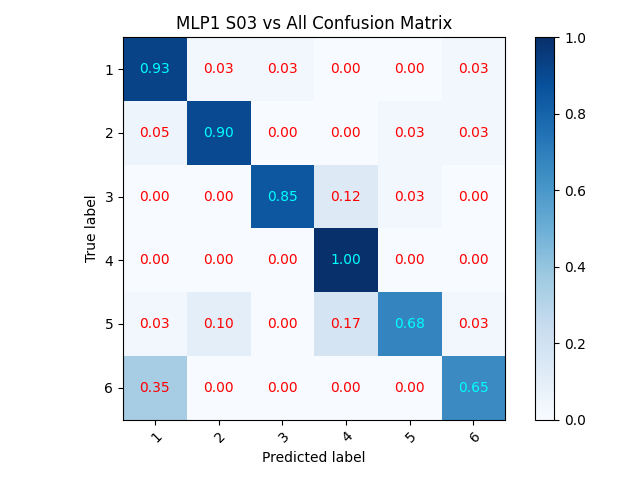 MLP1 S03 vs All Confusion Matrix
True label
1 0.93 0.03 0.03 0.00 0.00 0.03
2 0.05 0.90 0.00 0.00 0.03 0.03
3 0.00 0.00 0.85 0.12 0.03 0.00
4 0.00 0.00 0.00 1.00 0.00 0.00
5 0.03 0.10 0.00 0.17 0.68 0.03
6 0.35 0.00 0.00 0.00 0.00 0.65
1 2 3 4 5 6
Predicted label
1.0
0.8
0.6
0.4
0.2
0.0